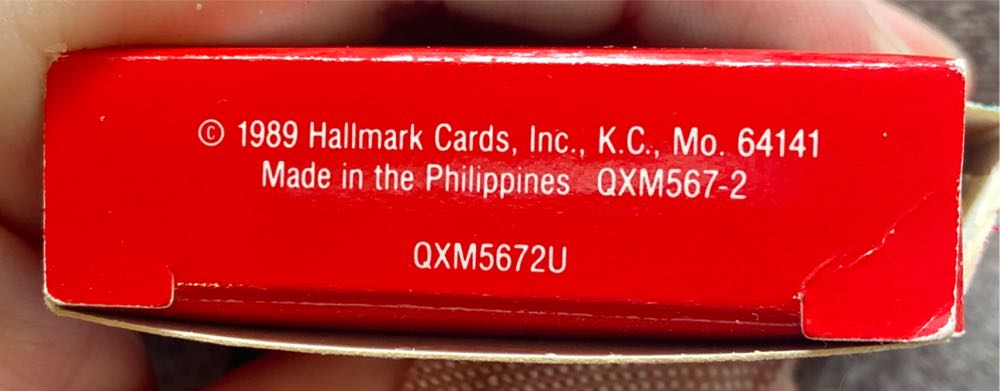 © 1989 Hallmark Cards, Inc., K.C., Mo. 64141
Made in the Philippines QXM567-2
QXM5672U